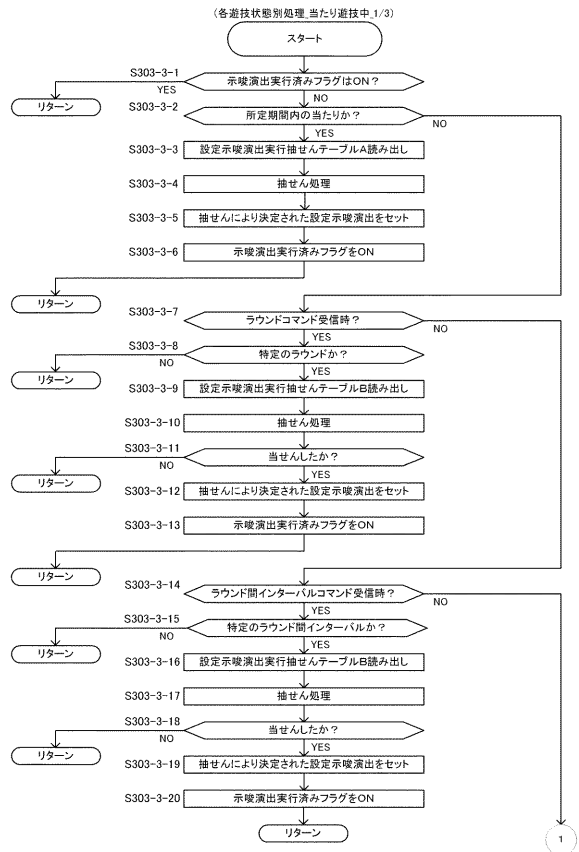 (各遊技状態別処理_当たり遊技中_1/3)
スタート
S303-3-1
示唆演出実行済みフラグはON?
YES
NO
リターン
S303-3-2
所定期間内の当たりか?
NO
YES
S303-3-3
設定示唆演出実行抽せんテーブルA読み出し
S303-3-4
抽せん処理
S303-3-5
抽せんにより決定された設定示唆演出をセット
S303-3-6
示唆演出実行済みフラグをON
リターン
S303-3-7
ラウンドコマンド受信時?
NO
YES
S303-3-8
特定のラウンドか?
NO
YES
リターン
S303-3-9
設定示唆演出実行抽せんテーブルB読み出し
S303-3-10
抽せん処理
S303-3-11
当せんしたか?
NO
YES
リターン
S303-3-12
抽せんにより決定された設定示唆演出をセット
S303-3-13
示唆演出実行済みフラグをON
リターン
S303-3-14
ラウンド間インターバルコマンド受信時?
NO
YES
S303-3-15
特定のラウンド間インターバルか?
NO
YES
リターン
S303-3-16
設定示唆演出実行抽せんテーブルB読み出し
S303-3-17
抽せん処理
S303-3-18
当せんしたか?
NO
YES
リターン
S303-3-19
抽せんにより決定された設定示唆演出をセット
S303-3-20
示唆演出実行済みフラグをON
リターン
1